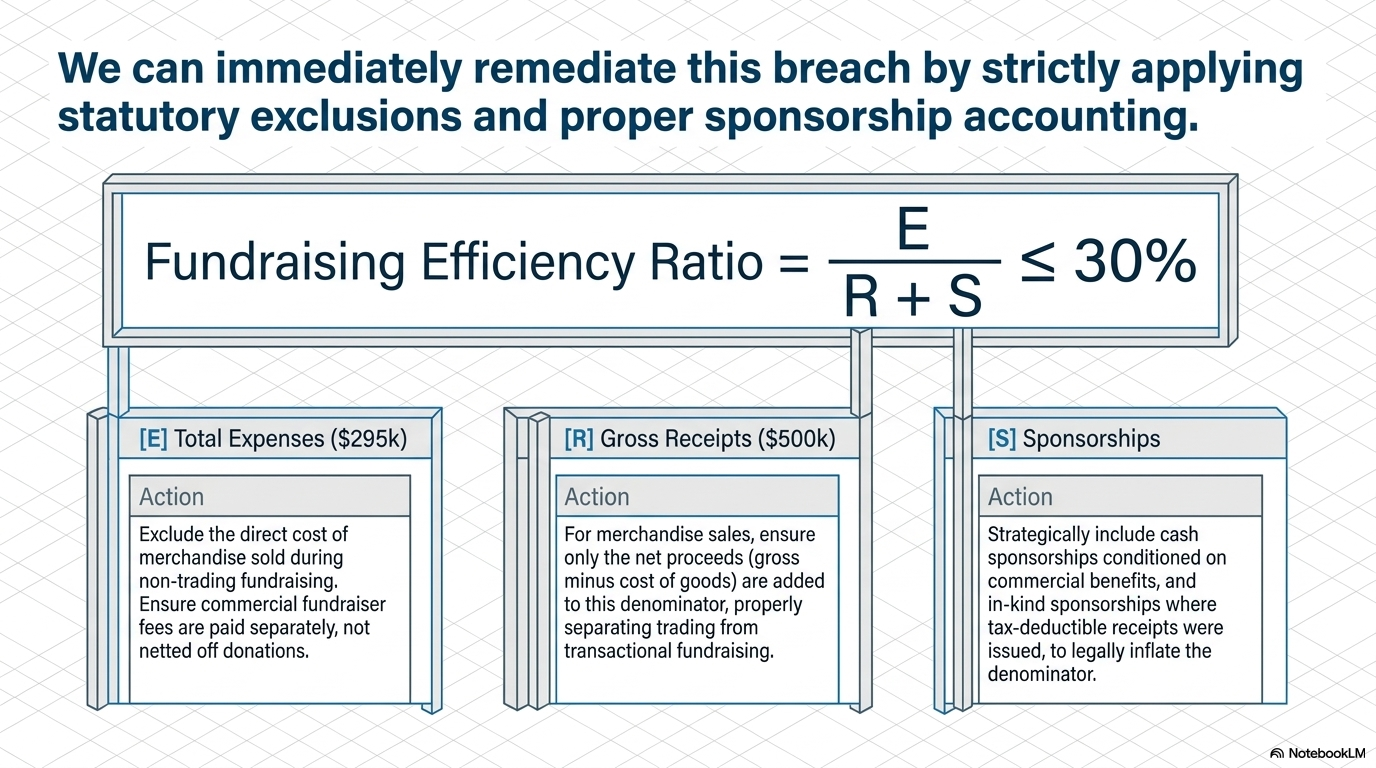 We can immediately remediate this breach by strictly applying
statutory exclusions and proper sponsorship accounting.
Fundraising Efficiency Ratio = E / R + S ≤ 30%
[E] Total Expenses ($295k)
Action
Exclude the direct cost of
merchandise sold during
non-trading fundraising.
Ensure commercial fundraiser
fees are paid separately, not
netted off donations.
[R] Gross Receipts ($500k)
Action
For merchandise sales, ensure
only the net proceeds (gross
minus cost of goods) are added
to this denominator, properly
separating trading from
transactional fundraising.
[S] Sponsorships
Action
Strategically include cash
sponsorships conditioned on
commercial benefits, and
in-kind sponsorships where
tax-deductible receipts were
issued, to legally inflate the
denominator.
NotebookLM